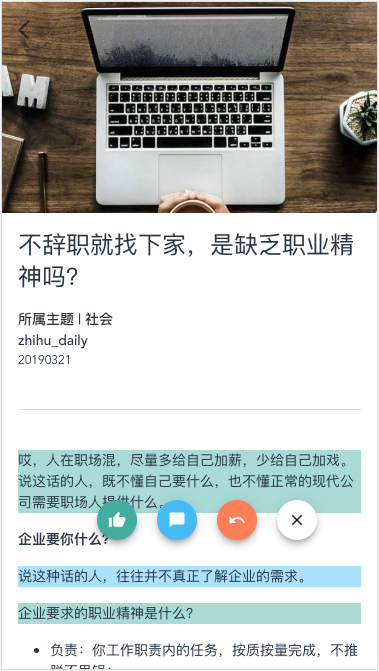 不辞职就找下家，是缺乏职业精
神吗？
所属主题 | 社会
zhihu_daily
20190321
哎，人在职场混，尽量多给自己加薪，少给自己加戏。
说这话的人，既不懂自己要什么，也不懂正常的现代公
司需要职场人提供什么。
企业要你什么？
说这种话的人，往往并不真正了解企业的需求。
企业要求的职业精神是什么？
• 负责：你工作职责内的任务，按质按量完成，不推